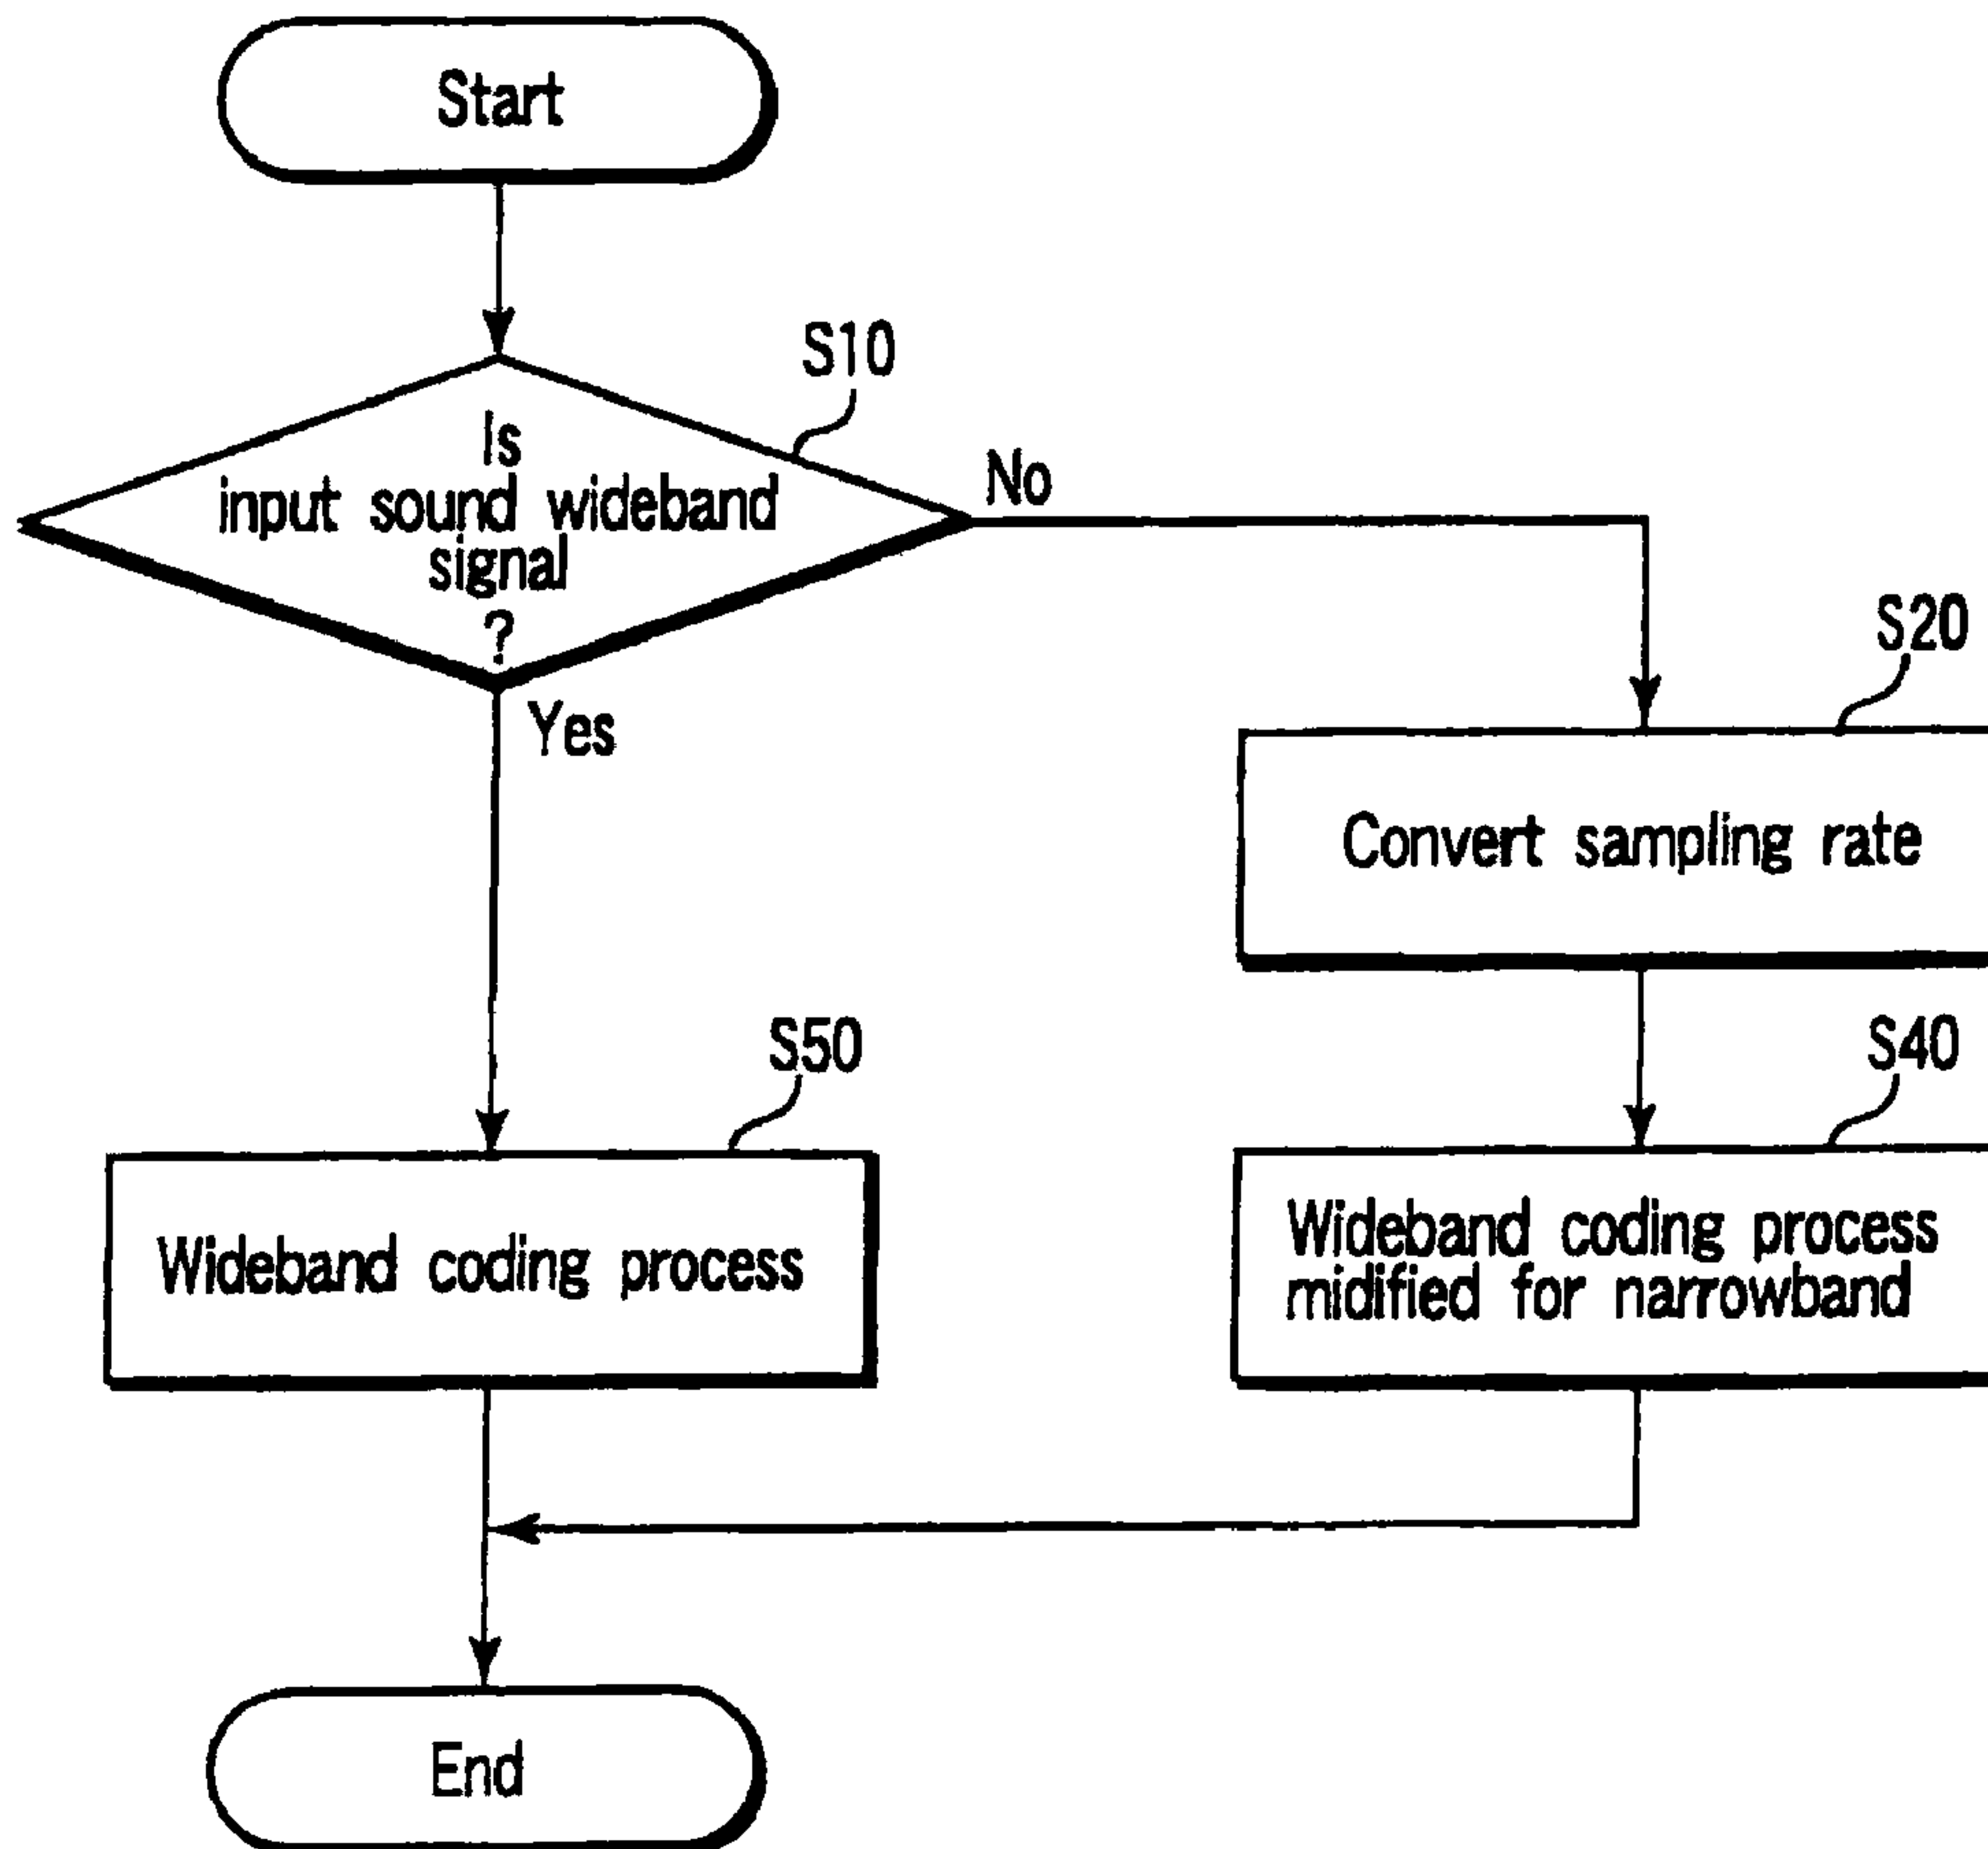 Start
S10
Is
input sound wideband
signal
?
No
Yes
S20
Convert sampling rate
S50
Wideband coding process
S40
Wideband coding process
midified for narrowband
End